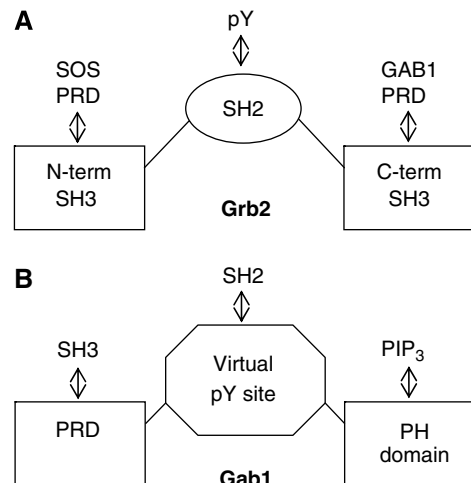 A
pY
SOS
PRD
GAB1
PRD
SH2
N-term
SH3
C-term
SH3
Grb2
B
SH2
SH3
PIP3
Virtual
pY site
PRD
PH
domain
Gab1